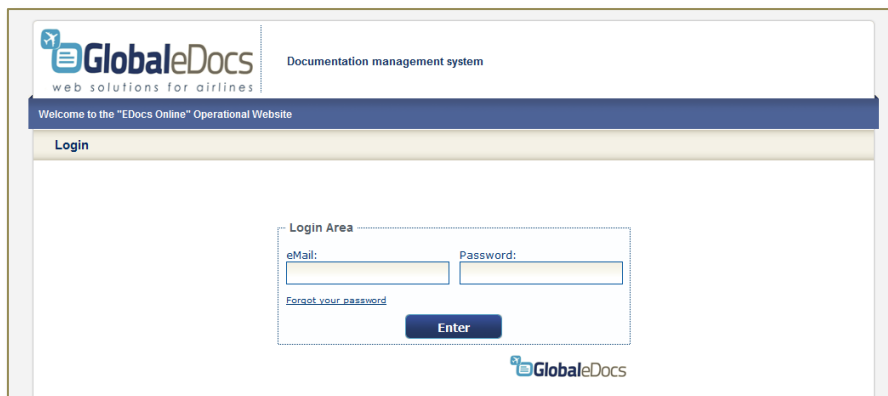 GlobaleDocs
web solutions for airlines
Documentation management system
Welcome to the "EDocs Online" Operational Website
Login
Login Area
eMail:
Password:
Forgot your password
Enter
GlobaleDocs